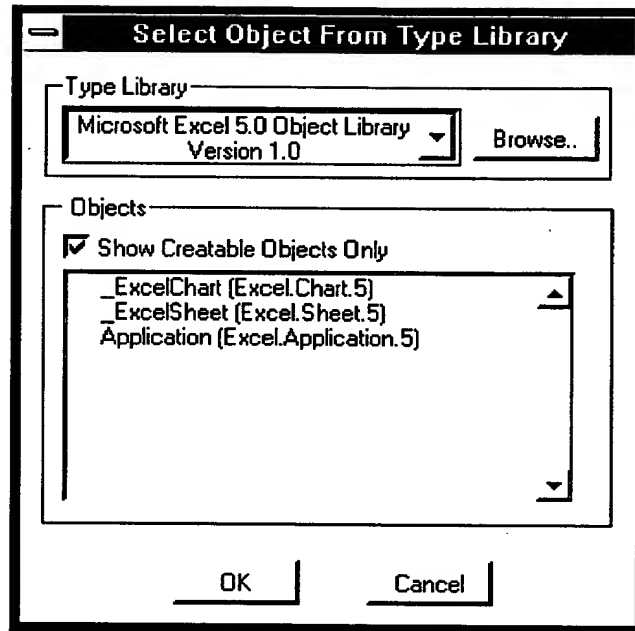 Select Object From Type Library
Type Library
Microsoft Excel 5.0 Object Library
Version 1.0
Browse..
Objects
Show Creatable Objects Only
_ExcelChart (Excel.Chart.5)
_ExcelSheet (Excel.Sheet.5)
Application (Excel.Application.5)
OK
Cancel